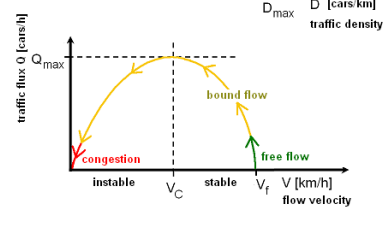 Dmax D [cars/km]
traffic density
traffic flux Q [cars/h]
Qmax
bound flow
congestion
free flow
instable
stable
Vc
Vf
V [km/h]
flow velocity